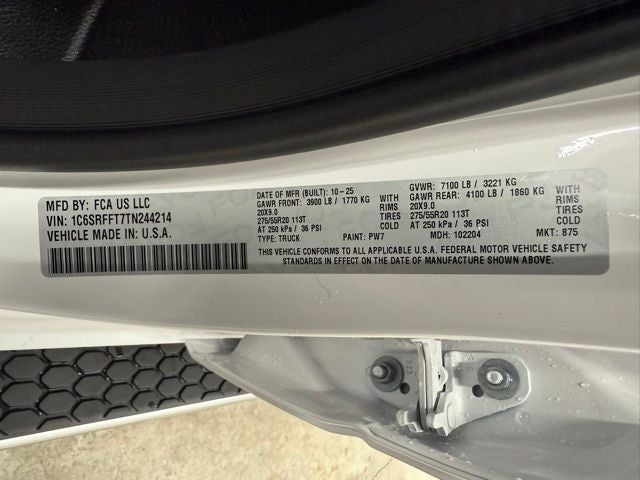 MFD BY: FCA US LLC
VIN: 1C6SRFFT7TN244214
VEHICLE MADE IN: U.S.A.
DATE OF MFR (BUILT): 10-25 GVWR: 7100 LB / 3221 KG
GAWR FRONT: 3900 LB / 1770 KG WITH GAWR REAR: 4100 LB / 1860 KG WITH
20X9.0 RIMS 20X9.0 RIMS
275/55R20 113T TIRES 275/55R20 113T TIRES
AT 250 kPa / 36 PSI COLD AT 250 kPa / 36 PSI COLD
TYPE: TRUCK PAINT: PW7 MDH: 102204 MKT: 875
THIS VEHICLE CONFORMS TO ALL APPLICABLE U.S.A. FEDERAL MOTOR VEHICLE SAFETY
STANDARDS IN EFFECT ON THE DATE OF MANUFACTURE SHOWN ABOVE.